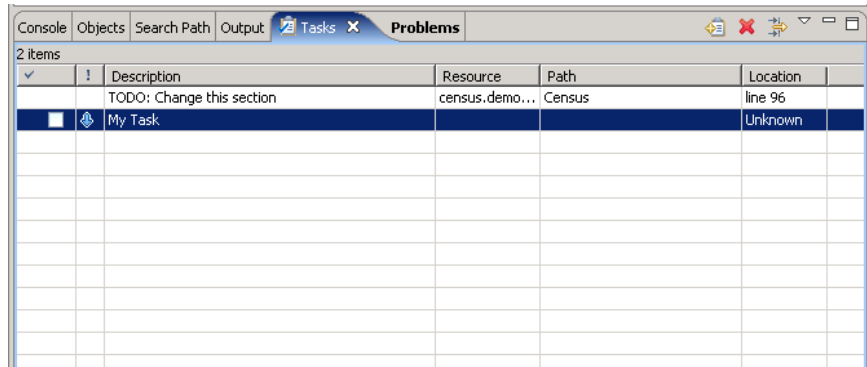 Console Objects Search Path Output Tasks Problems
2 items
! Description Resource Path Location
TODO: Change this section census.demo... Census line 96
My Task Unknown